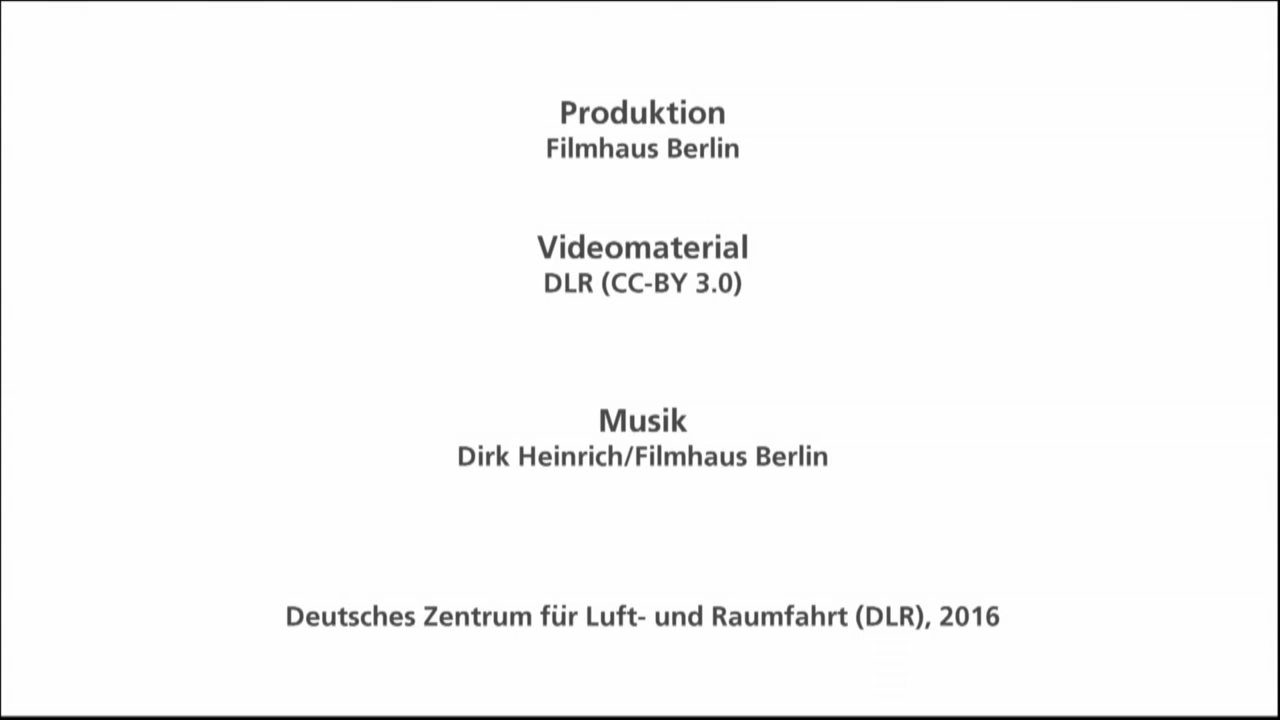 Produktion
Filmhaus Berlin
Videomaterial
DLR (CC-BY 3.0)
Musik
Dirk Heinrich/Filmhaus Berlin
Deutsches Zentrum für Luft- und Raumfahrt (DLR), 2016